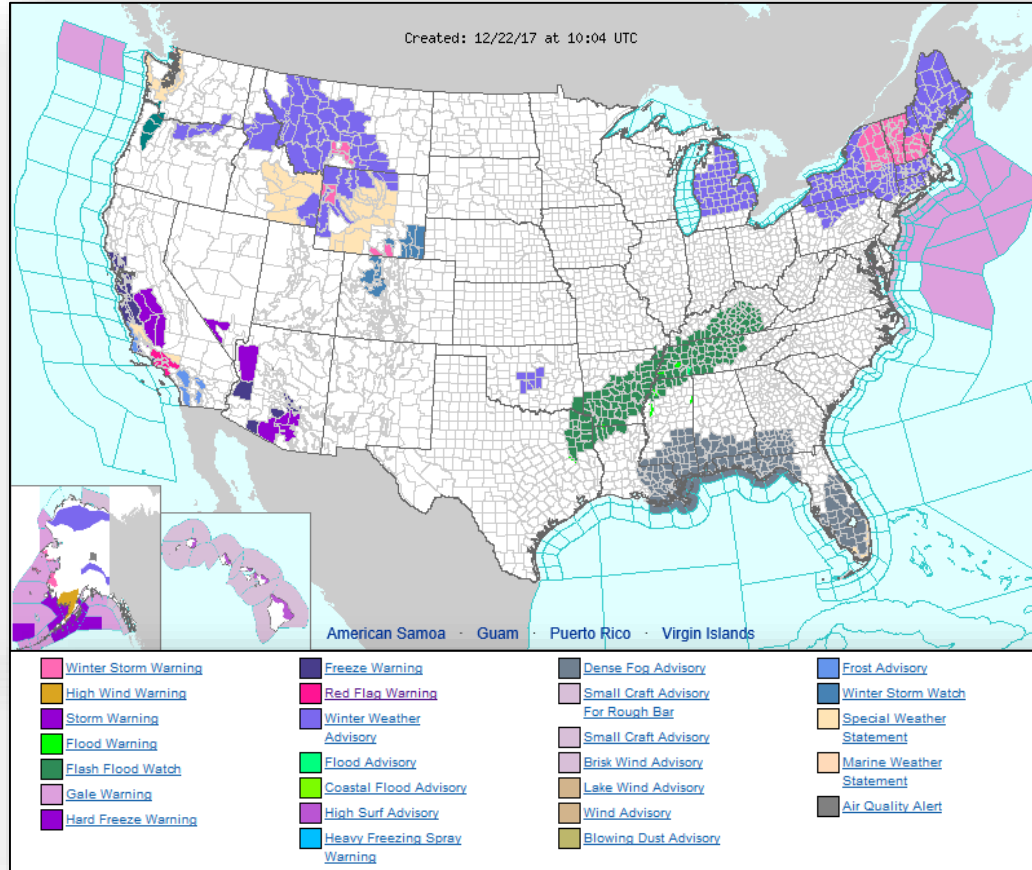 Created: 12/22/17 at 10:04 UTC
American Samoa · Guam · Puerto Rico · Virgin Islands
Winter Storm Warning
High Wind Warning
Storm Warning
Flood Warning
Flash Flood Watch
Gale Warning
Hard Freeze Warning
Freeze Warning
Red Flag Warning
Winter Weather
Advisory
Flood Advisory
Coastal Flood Advisory
High Surf Advisory
Heavy Freezing Spray
Warning
Dense Fog Advisory
Small Craft Advisory
For Rough Bar
Small Craft Advisory
Brisk Wind Advisory
Lake Wind Advisory
Wind Advisory
Blowing Dust Advisory
Frost Advisory
Winter Storm Watch
Special Weather
Statement
Marine Weather
Statement
Air Quality Alert